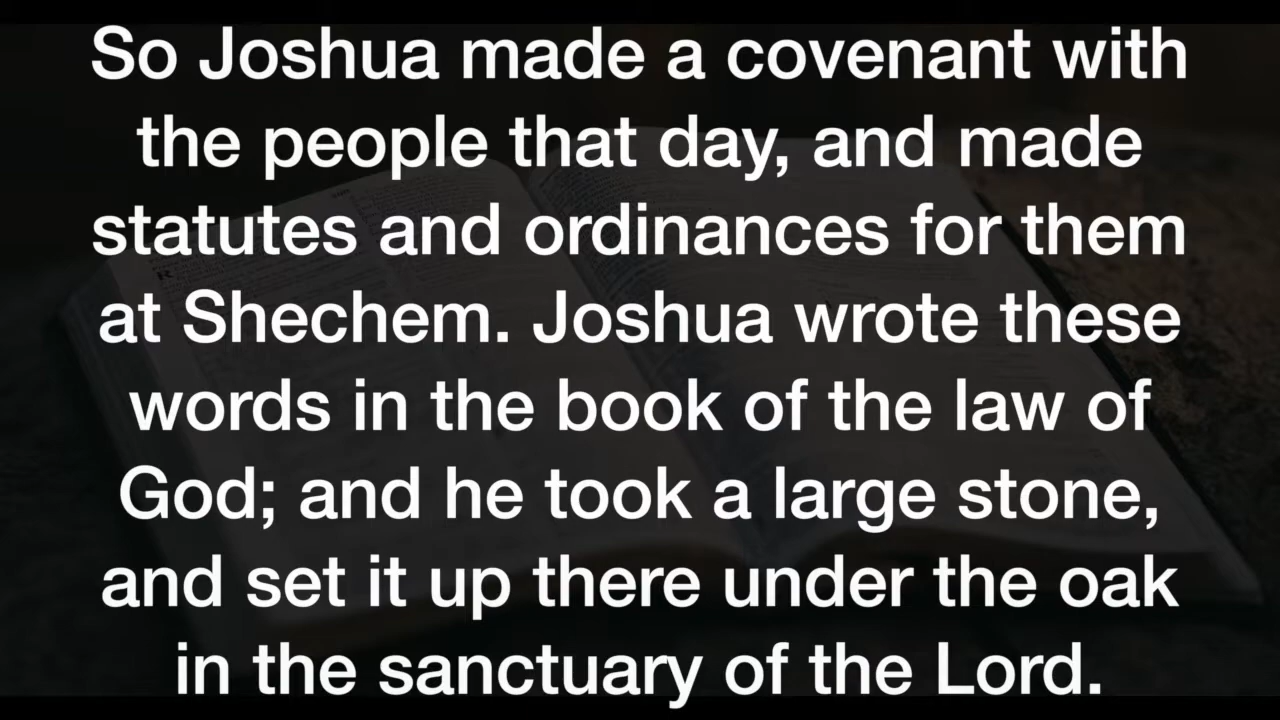 So Joshua made a covenant with
the people that day, and made
statutes and ordinances for them
at Shechem. Joshua wrote these
words in the book of the law of
God; and he took a large stone,
and set it up there under the oak
in the sanctuary of the Lord.